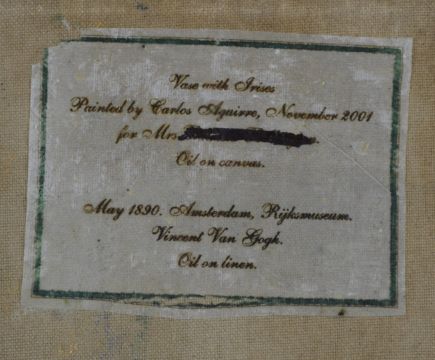 Vase with Irises
Painted by Carlos Aguirre, November 2001
for Mrs
Oil on canvas.
May 1890. Amsterdam, Rijksmuseum.
Vincent Van Gogh.
Oil on linen.